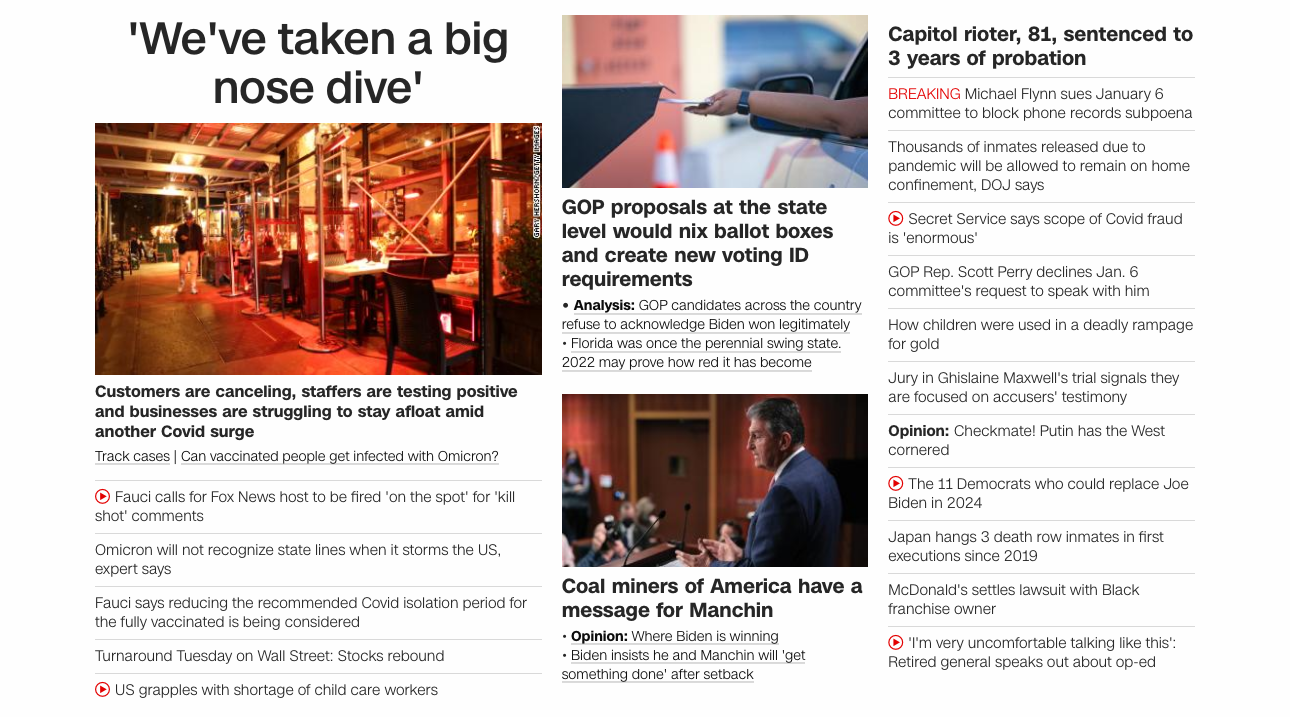 'We've taken a big
nose dive'
GARY HERSHORN/GETTY IMAGES
Customers are canceling, staffers are testing positive
and businesses are struggling to stay afloat amid
another Covid surge
Track cases | Can vaccinated people get infected with Omicron?
Fauci calls for Fox News host to be fired 'on the spot' for 'kill
shot' comments
Omicron will not recognize state lines when it storms the US,
expert says
Fauci says reducing the recommended Covid isolation period for
the fully vaccinated is being considered
Turnaround Tuesday on Wall Street: Stocks rebound
US grapples with shortage of child care workers
GOP proposals at the state
level would nix ballot boxes
and create new voting ID
requirements
• Analysis: GOP candidates across the country
refuse to acknowledge Biden won legitimately
• Florida was once the perennial swing state.
2022 may prove how red it has become
Coal miners of America have a
message for Manchin
• Opinion: Where Biden is winning
• Biden insists he and Manchin will 'get
something done' after setback
Capitol rioter, 81, sentenced to
3 years of probation
BREAKING Michael Flynn sues January 6
committee to block phone records subpoena
Thousands of inmates released due to
pandemic will be allowed to remain on home
confinement, DOJ says
Secret Service says scope of Covid fraud
is 'enormous'
GOP Rep. Scott Perry declines Jan. 6
committee's request to speak with him
How children were used in a deadly rampage
for gold
Jury in Ghislaine Maxwell's trial signals they
are focused on accusers' testimony
Opinion: Checkmate! Putin has the West
cornered
The 11 Democrats who could replace Joe
Biden in 2024
Japan hangs 3 death row inmates in first
executions since 2019
McDonald's settles lawsuit with Black
franchise owner
'I'm very uncomfortable talking like this':
Retired general speaks out about op-ed